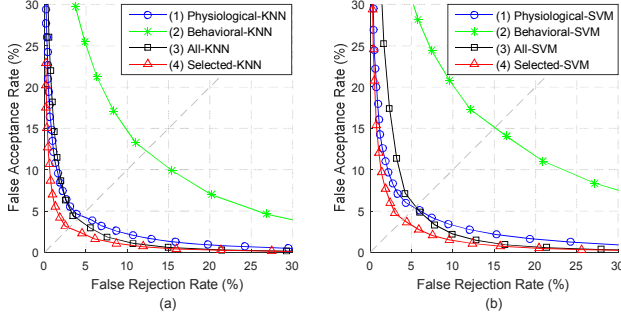 30
25
20
15
10
5
0
False Acceptance Rate (%)
0 5 10 15 20 25 30
False Rejection Rate (%)
(1) Physiological-KNN
(2) Behavioral-KNN
(3) All-KNN
(4) Selected-KNN
(a)
30
25
20
15
10
5
0
False Acceptance Rate (%)
0 5 10 15 20 25 30
False Rejection Rate (%)
(1) Physiological-SVM
(2) Behavioral-SVM
(3) All-SVM
(4) Selected-SVM
(b)